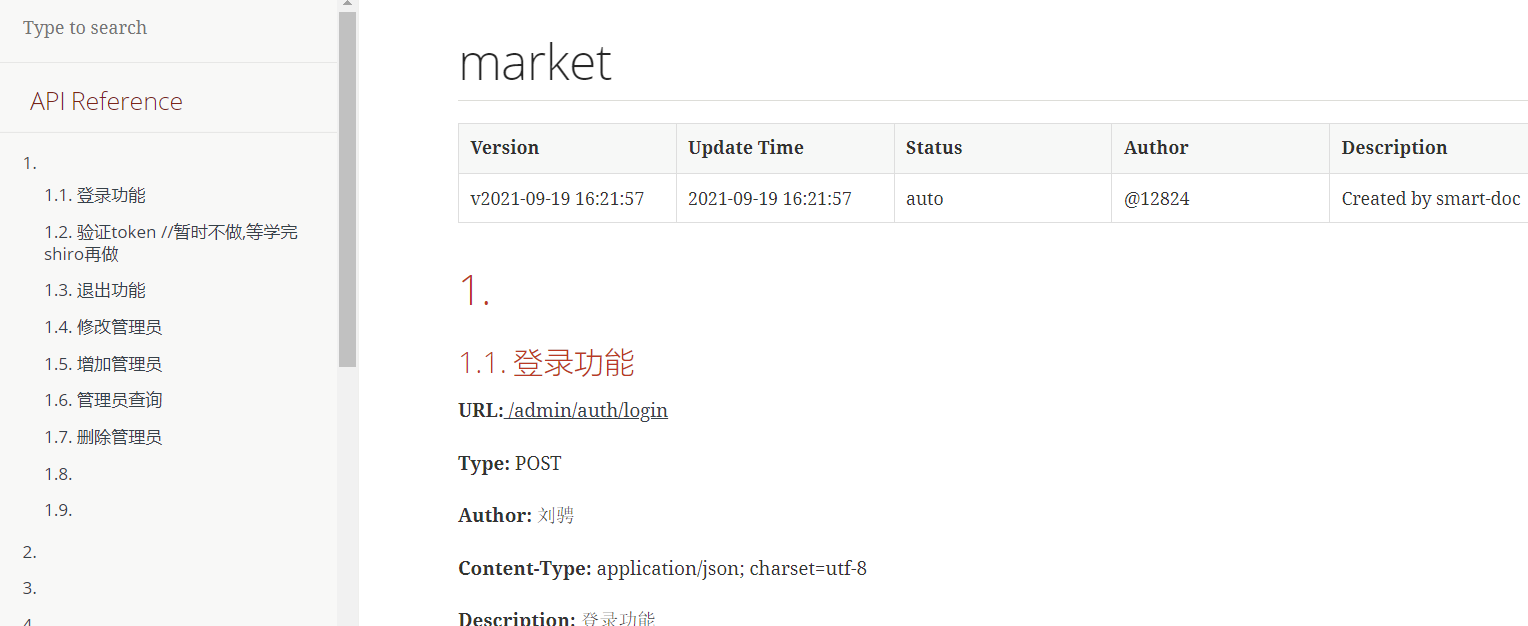 Type to search
API Reference
1.
1.1. 登录功能
1.2. 验证token //暂时不做,等学完
shiro再做
1.3. 退出功能
1.4. 修改管理员
1.5. 增加管理员
1.6. 管理员查询
1.7. 删除管理员
1.8.
1.9.
2.
3.
4.
market
Version Update Time Status Author Description
v2021-09-19 16:21:57 2021-09-19 16:21:57 auto @12824 Created by smart-doc
1.
1.1. 登录功能
URL: /admin/auth/login
Type: POST
Author: 刘骋
Content-Type: application/json; charset=utf-8
Description: 登录功能